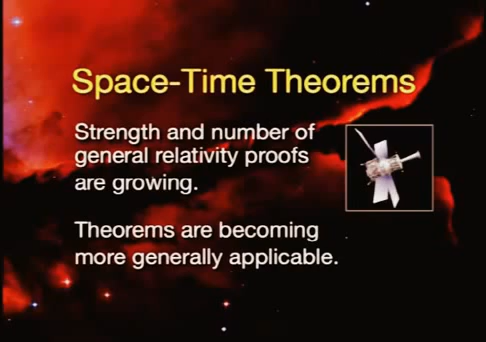 Space-Time Theorems
Strength and number of
general relativity proofs
are growing.
Theorems are becoming
more generally applicable.